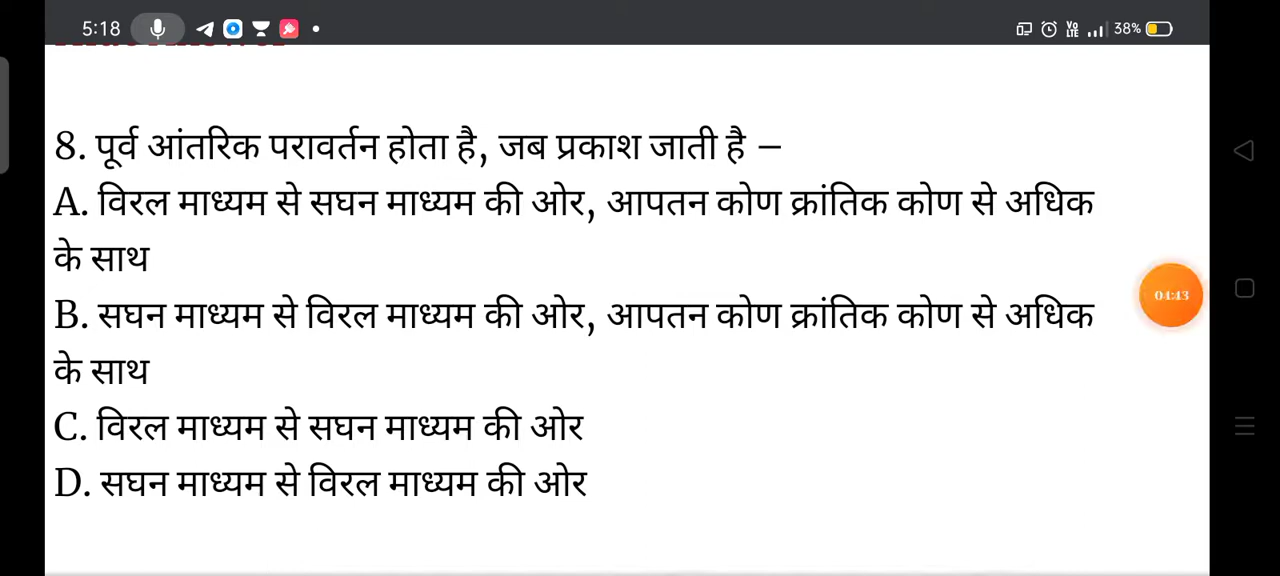 5:18
38%
8. पूर्व आंतरिक परावर्तन होता है, जब प्रकाश जाती है –
A. विरल माध्यम से सघन माध्यम की ओर, आपतन कोण क्रांतिक कोण से अधिक
के साथ
B. सघन माध्यम से विरल माध्यम की ओर, आपतन कोण क्रांतिक कोण से अधिक
के साथ
04:43
C. विरल माध्यम से सघन माध्यम की ओर
D. सघन माध्यम से विरल माध्यम की ओर